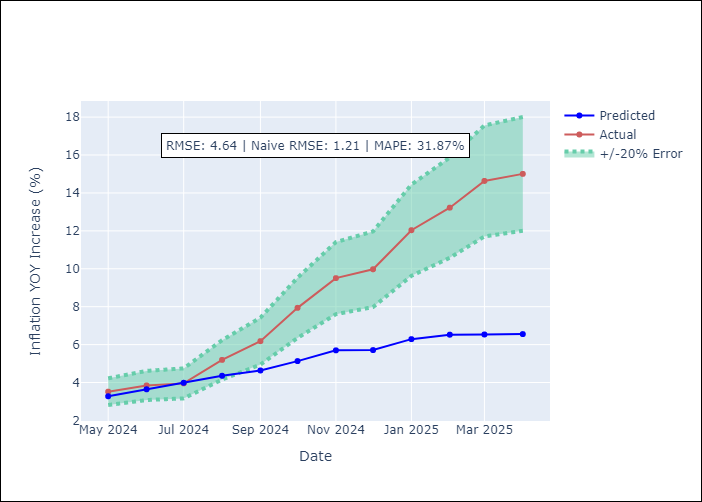 RMSE: 4.64 | Naive RMSE: 1.21 | MAPE: 31.87%
Predicted
Actual
+/-20% Error
Inflation YOY Increase (%)
18
16
14
12
10
8
6
4
2
May 2024
Jul 2024
Sep 2024
Nov 2024
Jan 2025
Mar 2025
Date